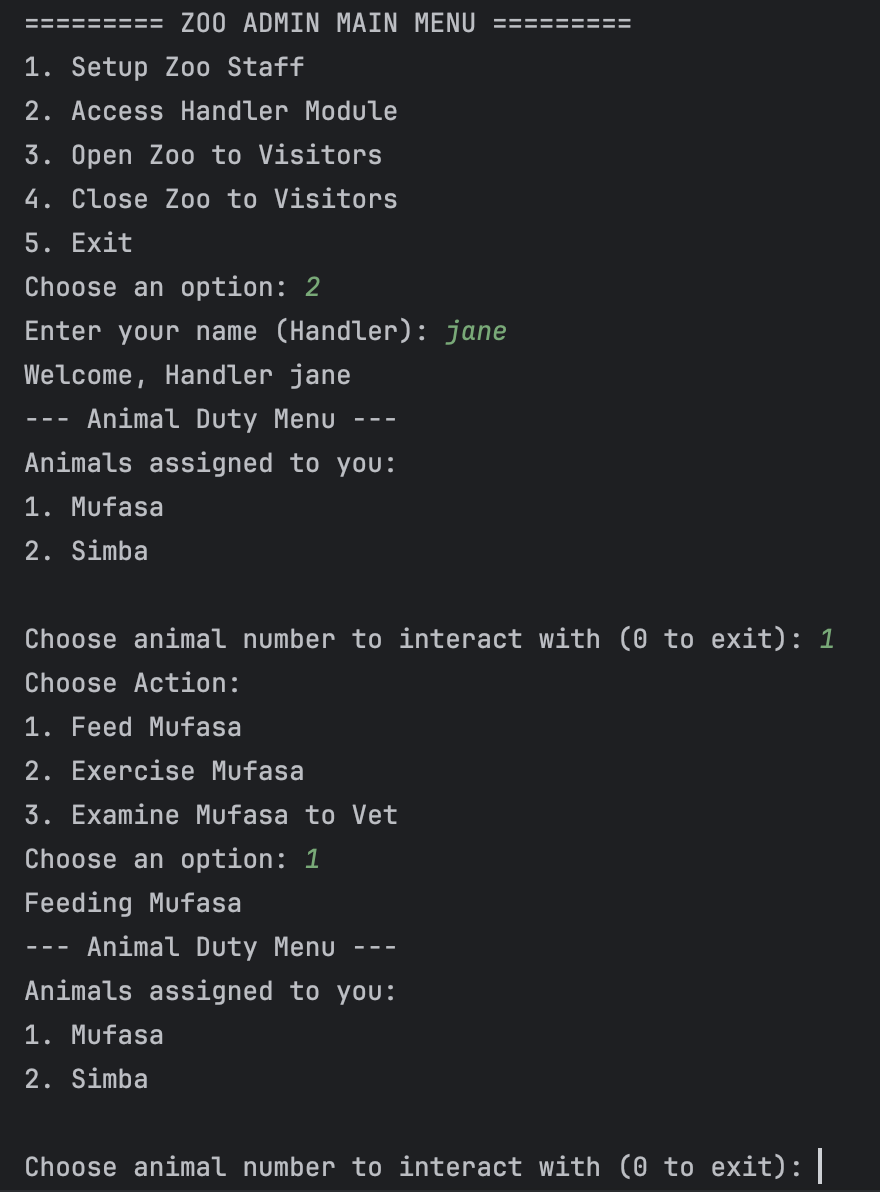 ========= ZOO ADMIN MAIN MENU =========
1. Setup Zoo Staff
2. Access Handler Module
3. Open Zoo to Visitors
4. Close Zoo to Visitors
5. Exit
Choose an option: 2
Enter your name (Handler): jane
Welcome, Handler jane
--- Animal Duty Menu ---
Animals assigned to you:
1. Mufasa
2. Simba
Choose animal number to interact with (0 to exit): 1
Choose Action:
1. Feed Mufasa
2. Exercise Mufasa
3. Examine Mufasa to Vet
Choose an option: 1
Feeding Mufasa
--- Animal Duty Menu ---
Animals assigned to you:
1. Mufasa
2. Simba
Choose animal number to interact with (0 to exit):